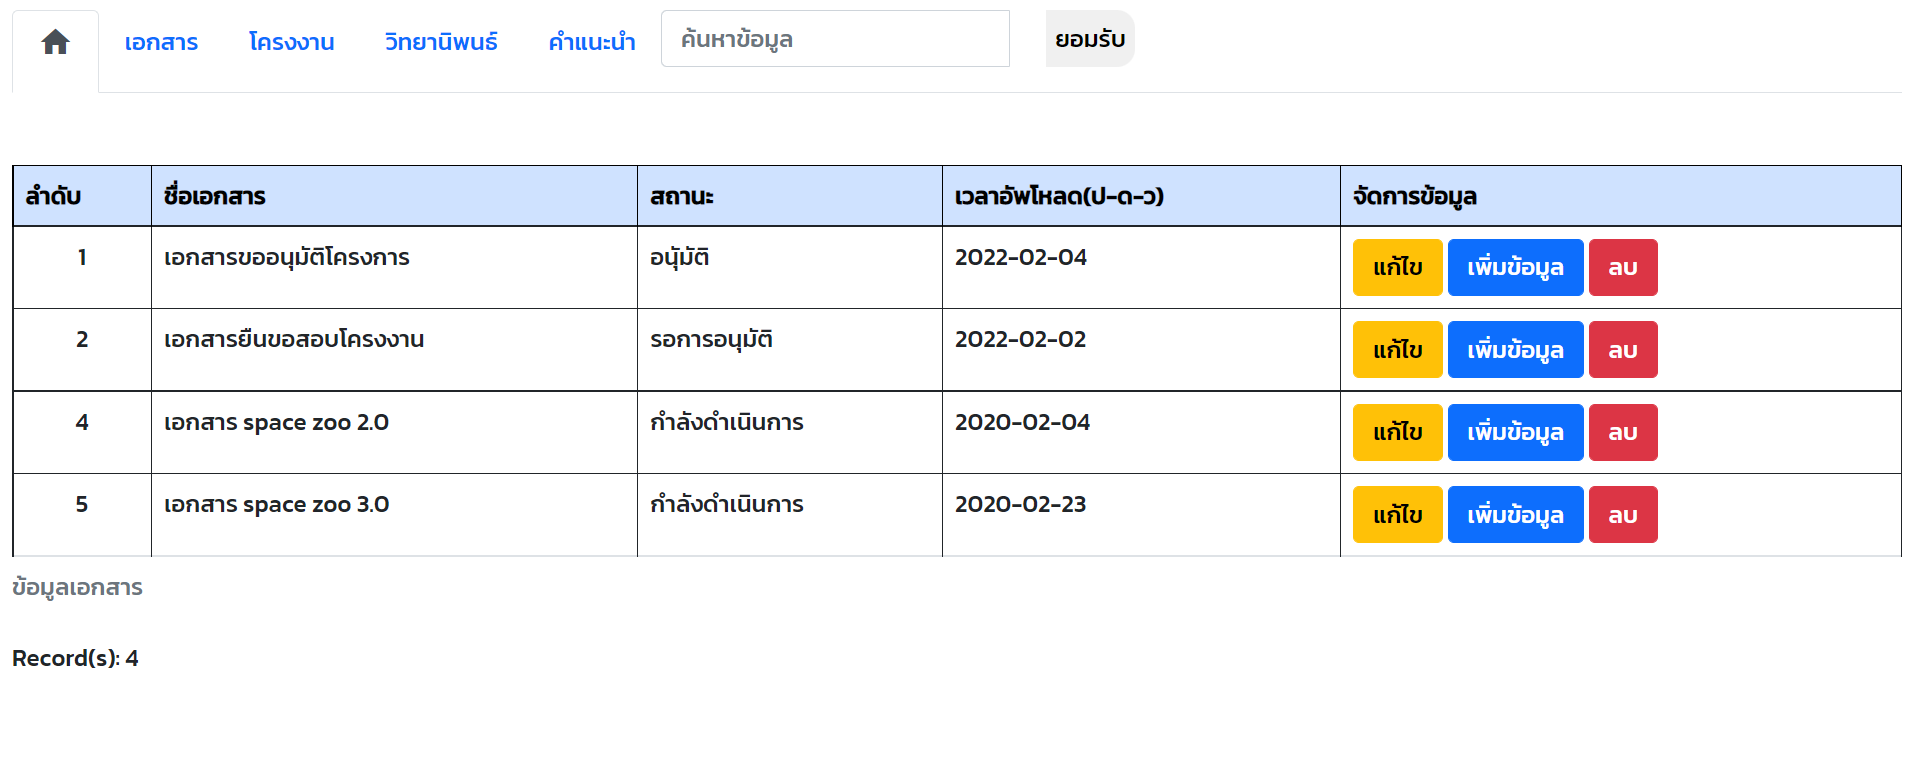 เอกสาร โครงงาน วิทยานิพนธ์ คำแนะนำ ค้นหาข้อมูล ยอมรับ
ลำดับ ชื่อเอกสาร สถานะ เวลาอัพโหลด(ป-ด-ว) จัดการข้อมูล
1 เอกสารขออนุมัติโครงการ อนุัมัติ 2022-02-04 แก้ไข เพิ่มข้อมูล ลบ
2 เอกสารยืนขอสอบโครงงาน รอการอนุมัติ 2022-02-02 แก้ไข เพิ่มข้อมูล ลบ
4 เอกสาร space zoo 2.0 กำลังดำเนินการ 2020-02-04 แก้ไข เพิ่มข้อมูล ลบ
5 เอกสาร space zoo 3.0 กำลังดำเนินการ 2020-02-23 แก้ไข เพิ่มข้อมูล ลบ
ข้อมูลเอกสาร
Record(s): 4